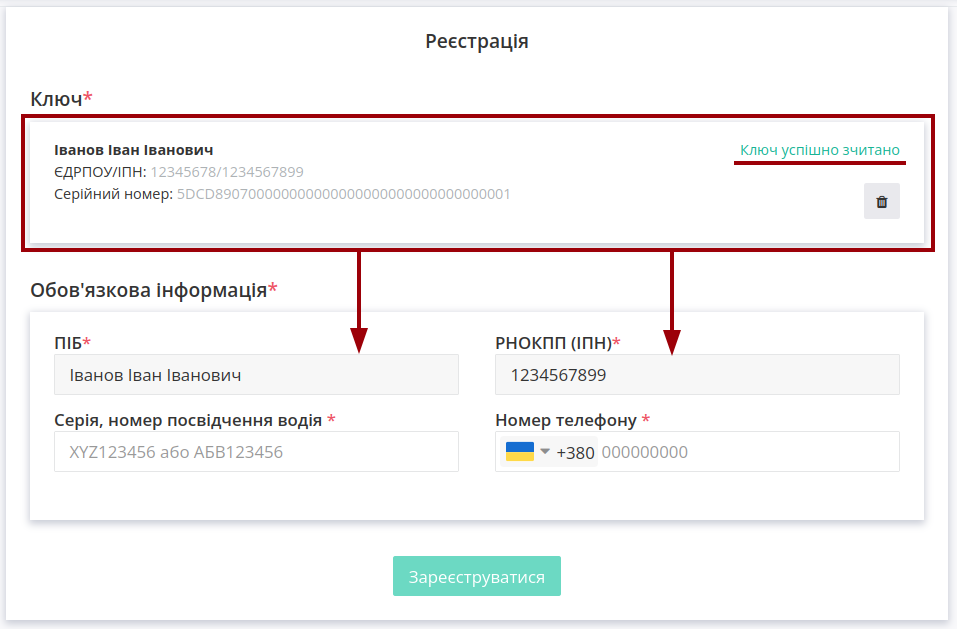 Реєстрація
Ключ*
Іванов Іван Іванович
Ключ успішно зчитано
ЄДРПОУ/ІПН: 12345678/1234567899
Серійний номер: 5DCD89070000000000000000000000000000000001
Обов'язкова інформація*
ПІБ*
РНОКПП (ІПН)*
Іванов Іван Іванович
1234567899
Серія, номер посвідчення водія *
Номер телефону *
XYZ123456 або АБВ123456
+380 000000000
Зареєструватися